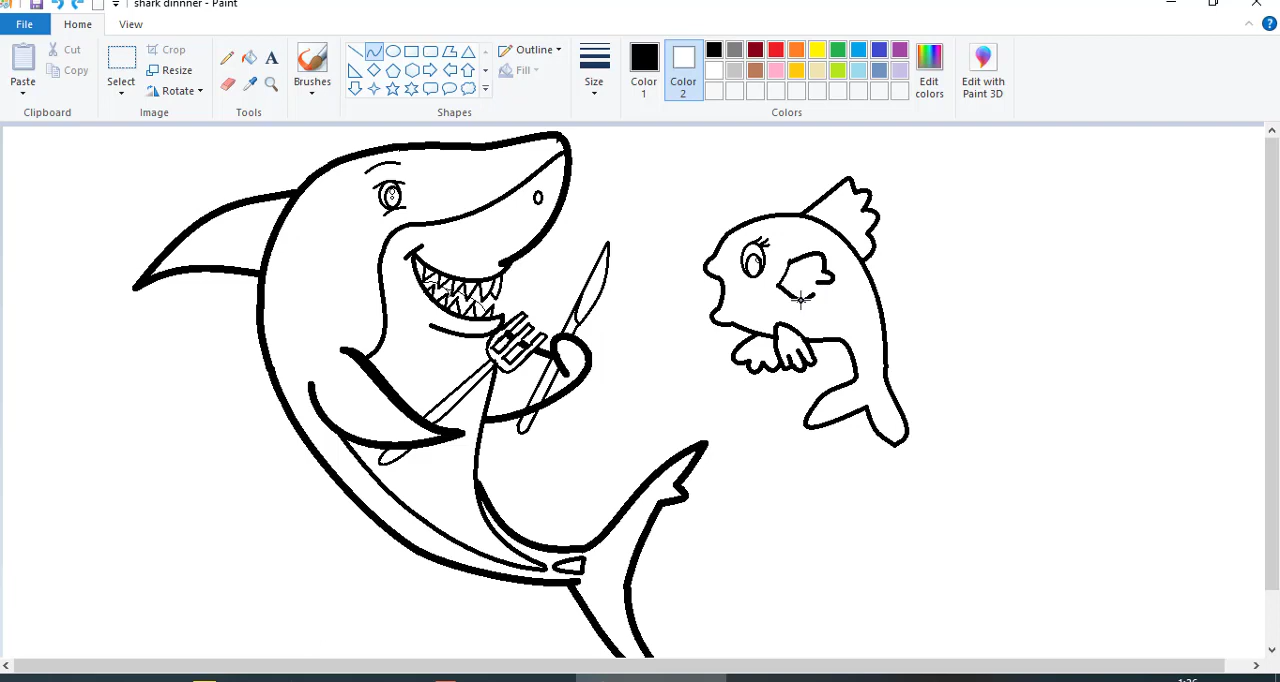 shark dinnner - Paint
File Home View
Paste Cut Copy Select Crop Resize Rotate A Brushes Outline Fill Size Color 1 Color 2 Edit colors Edit with Paint 3D
Clipboard Image Tools Shapes Colors